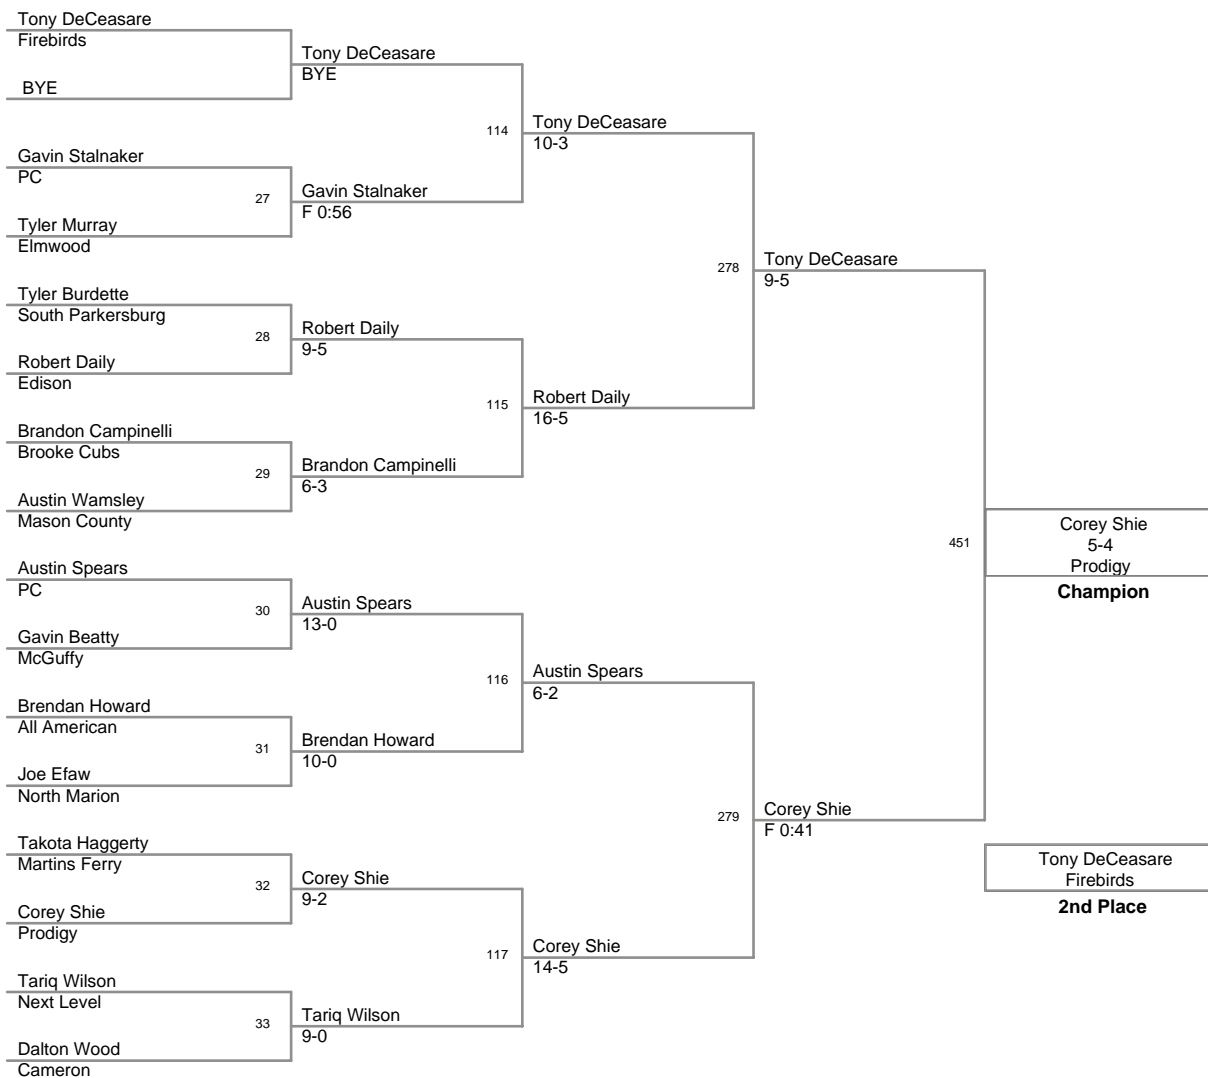 Tony DeCeasare
Firebirds
BYE
Gavin Stalnaker
PC
27
Tyler Murray
Elmwood
Tyler Burdette
South Parkersburg
28
Robert Daily
Edison
Brandon Campinelli
Brooke Cubs
29
Austin Wamsley
Mason County
Austin Spears
PC
30
Gavin Beatty
McGuffy
Brendan Howard
All American
31
Joe Efaw
North Marion
Takota Haggerty
Martins Ferry
32
Corey Shie
Prodigy
Tariq Wilson
Next Level
33
Dalton Wood
Cameron
Tony DeCeasare
BYE
114
Gavin Stalnaker
F 0:56
Robert Daily
9-5
115
Brandon Campinelli
6-3
Austin Spears
13-0
116
Brendan Howard
10-0
Corey Shie
9-2
117
Tariq Wilson
9-0
Tony DeCeasare
10-3
278
Robert Daily
16-5
Austin Spears
6-2
279
Corey Shie
14-5
Tony DeCeasare
9-5
451
Corey Shie
F 0:41
Corey Shie
5-4
Prodigy
Champion
Tony DeCeasare
Firebirds
2nd Place